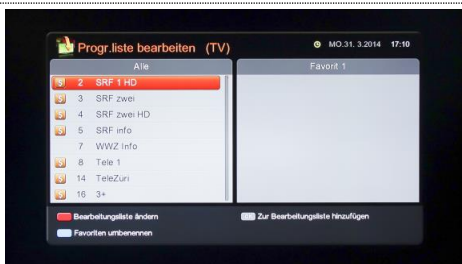 Progr.liste bearbeiten (TV)
MO.31. 3.2014 17:10
Alle
Favorit 1
S 2 SRF 1 HD
S 3 SRF zwei
S 4 SRF zwei HD
S 5 SRF info
7 WWZ Info
S 8 Tele 1
S 14 TeleZüri
S 16 3+
Bearbeitungsliste ändern
OK Zur Bearbeitungsliste hinzufügen
Favoriten umbenennen